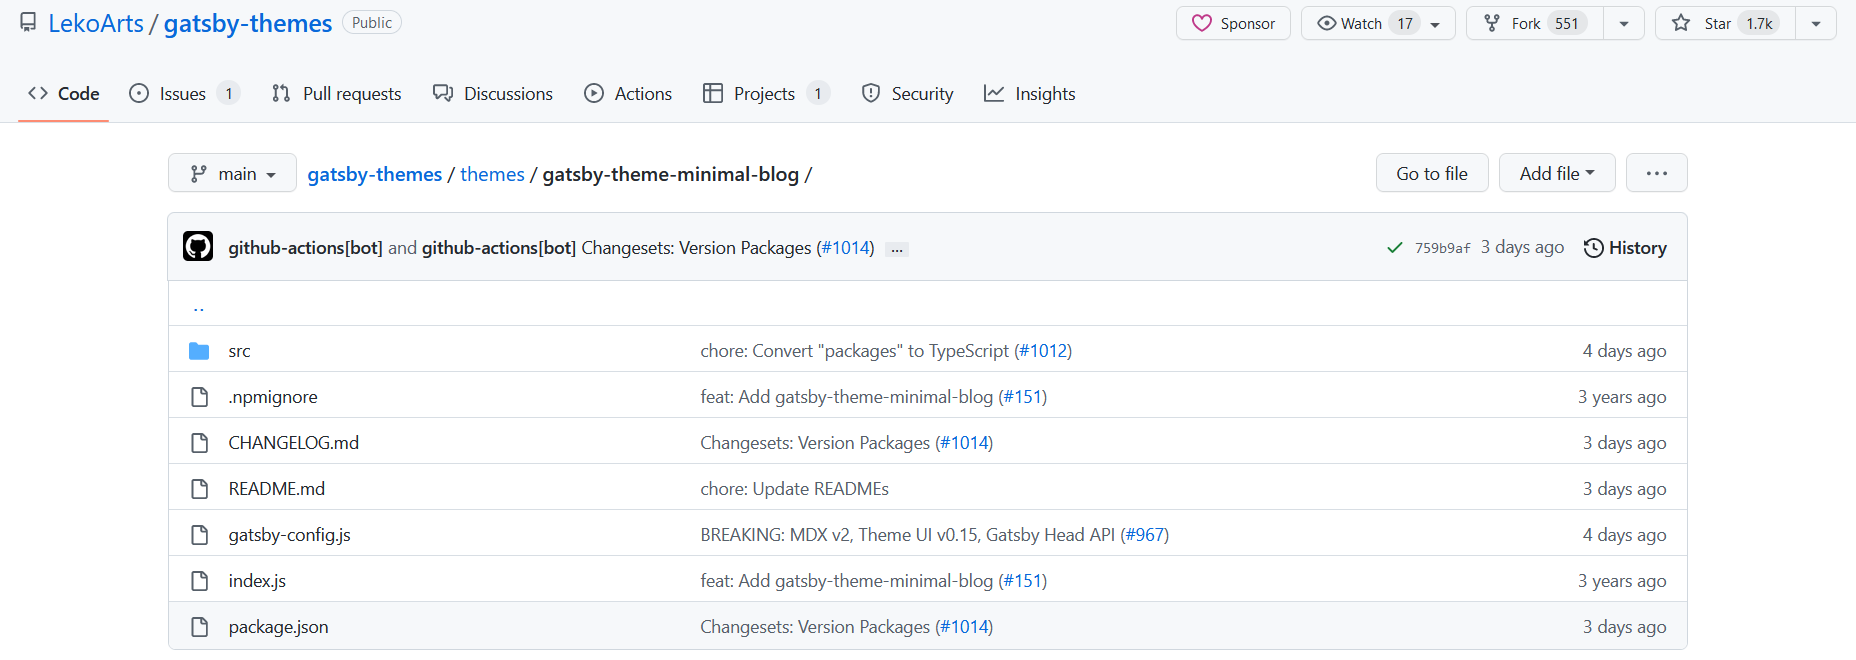 LekoArts / gatsby-themes Public Sponsor Watch 17 Fork 551 Star 1.7k
Code Issues 1 Pull requests Discussions Actions Projects 1 Security Insights
main gatsby-themes / themes / gatsby-theme-minimal-blog / Go to file Add file ...
github-actions[bot] and github-actions[bot] Changesets: Version Packages (#1014) ... 759b9af 3 days ago History
..
src chore: Convert "packages" to TypeScript (#1012) 4 days ago
.npmignore feat: Add gatsby-theme-minimal-blog (#151) 3 years ago
CHANGELOG.md Changesets: Version Packages (#1014) 3 days ago
README.md chore: Update READMEs 3 days ago
gatsby-config.js BREAKING: MDX v2, Theme UI v0.15, Gatsby Head API (#967) 4 days ago
index.js feat: Add gatsby-theme-minimal-blog (#151) 3 years ago
package.json Changesets: Version Packages (#1014) 3 days ago